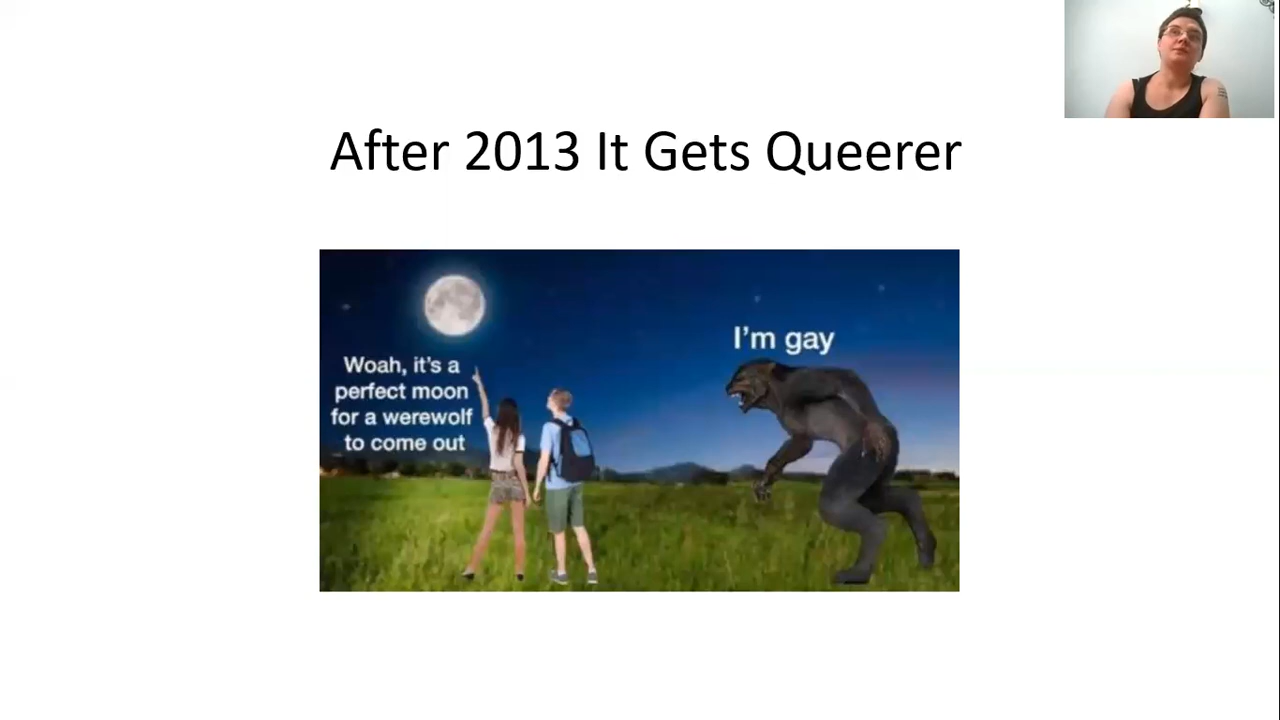 After 2013 It Gets Queerer
Woah, it's a
perfect moon
for a werewolf
to come out
I'm gay